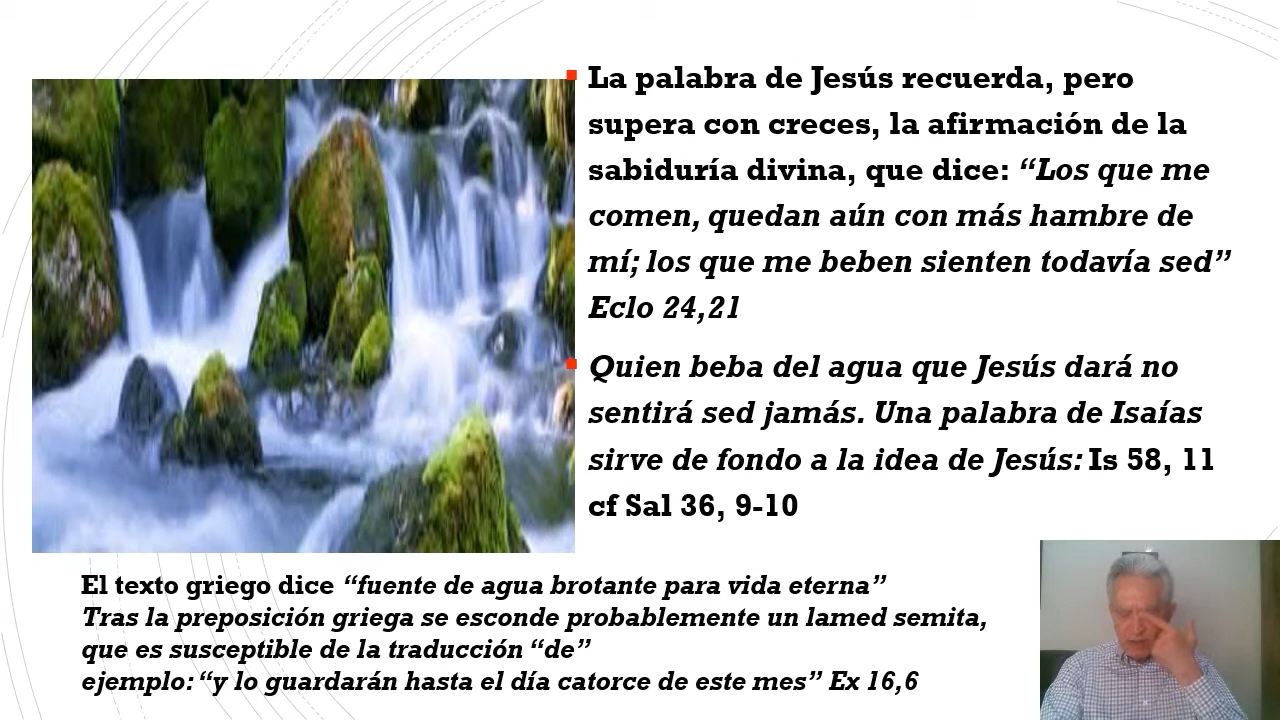 La palabra de Jesús recuerda, pero
supera con creces, la afirmación de la
sabiduría divina, que dice: “Los que me
comen, quedan aún con más hambre de
mí; los que me beben sienten todavía sed”
Eclo 24,21
Quien beba del agua que Jesús dará no
sentirá sed jamás. Una palabra de Isaías
sirve de fondo a la idea de Jesús: Is 58, 11
cf Sal 36, 9-10
El texto griego dice “fuente de agua brotante para vida eterna”
Tras la preposición griega se esconde probablemente un lamed semita,
que es susceptible de la traducción “de”
ejemplo: “y lo guardarán hasta el día catorce de este mes” Ex 16,6